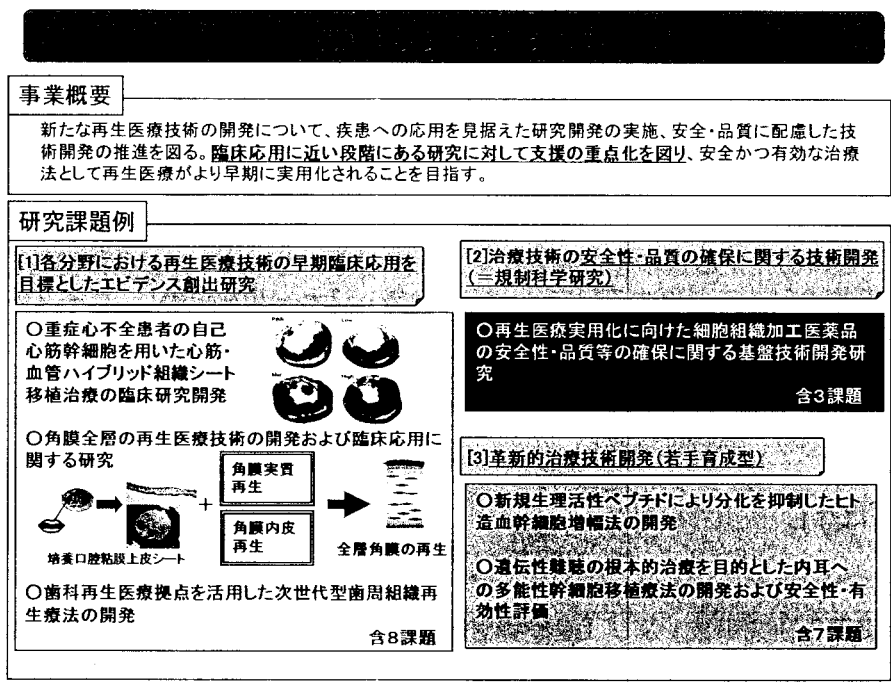 事業概要
新たな再生医療技術の開発について、疾患への応用を見据えた研究開発の実施、安全・品質に配慮した技
術開発の推進を図る。臨床応用に近い段階にある研究に対して支援の重点化を図り、安全かつ有効な治療
法として再生医療がより早期に実用化されることを目指す。
研究課題例
[1]各分野における再生医療技術の早期臨床応用を
目標としたエビデンス創出研究
○重症心不全患者の自己
心筋幹細胞を用いた心筋・
血管ハイブリッド組織シート
移植治療の臨床研究開発
○角膜全層の再生医療技術の開発および臨床応用に
関する研究
角膜実質
再生
+
角膜内皮
再生
培養口腔粘膜上皮シート
全層角膜の再生
○歯科再生医療拠点を活用した次世代型歯周組織再
生療法の開発
含8課題
[2]治療技術の安全性・品質の確保に関する技術開発
(=規制科学研究)
○再生医療実用化に向けた細胞組織加工医薬品
の安全性・品質等の確保に関する基盤技術開発研
究
含3課題
[3]革新的治療技術開発(若手育成型)
○新規生理活性ペプチドにより分化を抑制したヒト
造血幹細胞増幅法の開発
○遺伝性難聴の根本的治療を目的とした内耳へ
の多能性幹細胞移植療法の開発および安全性・有
効性評価
含7課題